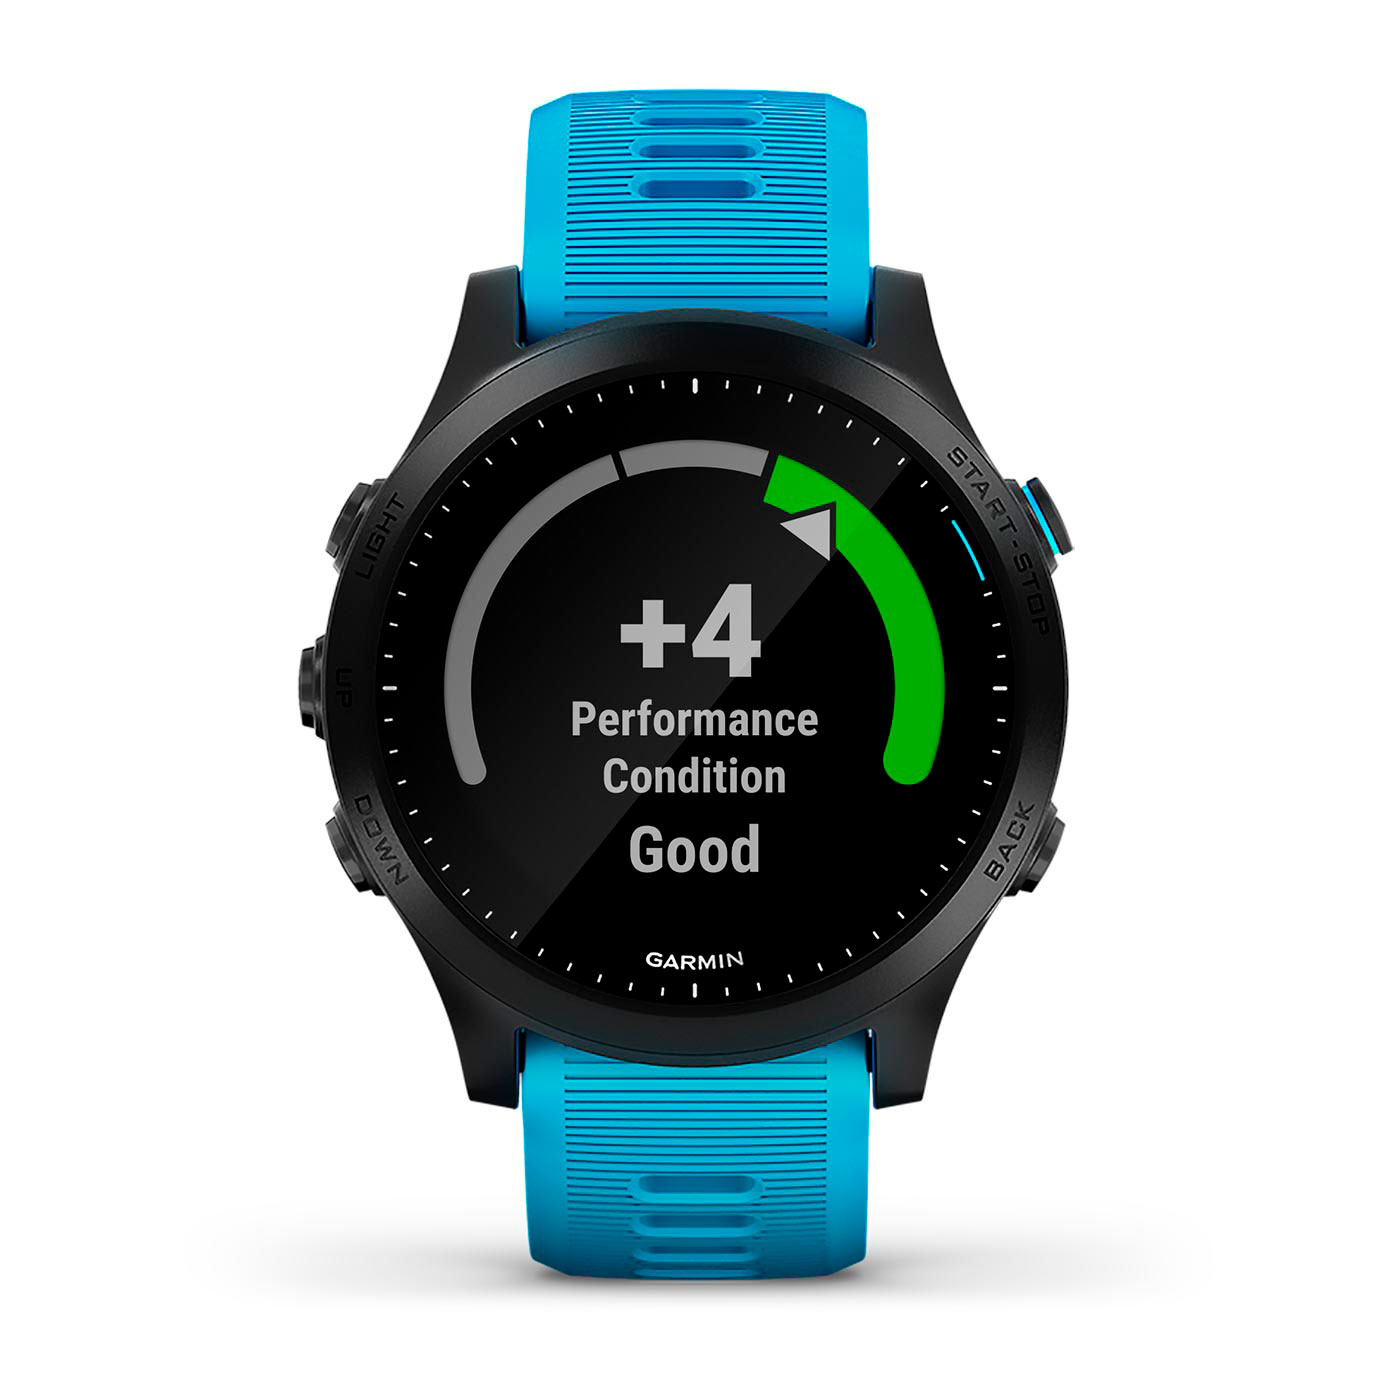 START·STOP
LIGHT
+4
UP
Performance
Condition
Good
DOWN
BACK
GARMIN